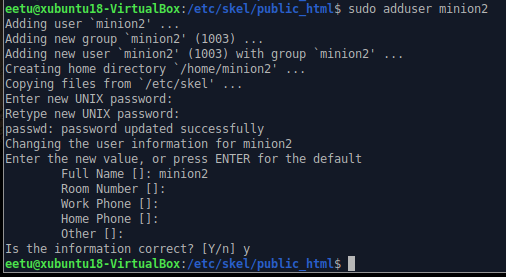 eetu@xubuntu18-VirtualBox:/etc/skel/public_html$ sudo adduser minion2
Adding user `minion2' ...
Adding new group `minion2' (1003) ...
Adding new user `minion2' (1003) with group `minion2' ...
Creating home directory `/home/minion2' ...
Copying files from `/etc/skel' ...
Enter new UNIX password:
Retype new UNIX password:
passwd: password updated successfully
Changing the user information for minion2
Enter the new value, or press ENTER for the default
Full Name []: minion2
Room Number []:
Work Phone []:
Home Phone []:
Other []:
Is the information correct? [Y/n] y
eetu@xubuntu18-VirtualBox:/etc/skel/public_html$